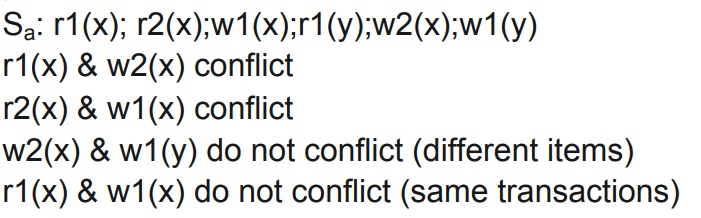 Sa: r1(x); r2(x);w1(x);r1(y);w2(x);w1(y)
r1(x) & w2(x) conflict
r2(x) & w1(x) conflict
w2(x) & w1(y) do not conflict (different items)
r1(x) & w1(x) do not conflict (same transactions)